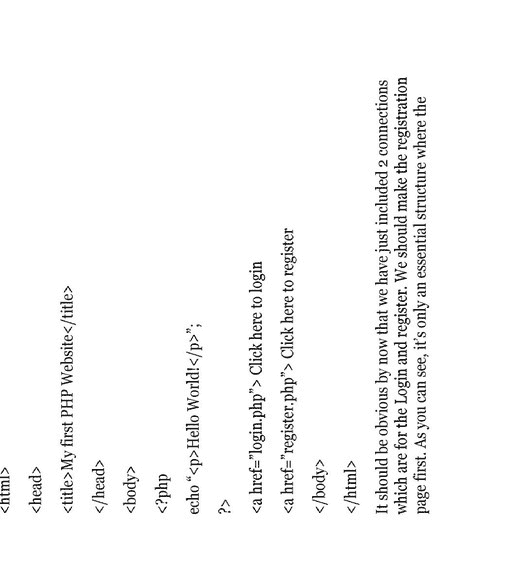 <html>
<head>
<title>My first PHP Website</title>
</head>
<body>
<?php
echo “<p>Hello World!</p>”;
?>
<a href=”login.php”> Click here to login
<a href=”register.php”> Click here to register
</body>
</html>
It should be obvious by now that we have just included 2 connections
which are for the Login and register. We should make the registration
page first. As you can see, it’s only an essential structure where the